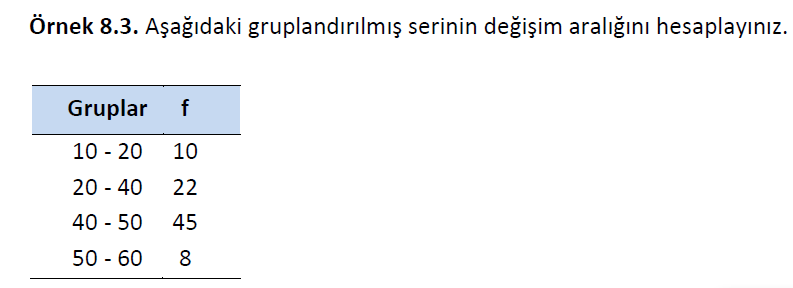 Örnek 8.3. Aşağıdaki gruplandırılmış serinin değişim aralığını hesaplayınız.
Gruplar f
10 - 20 10
20 - 40 22
40 - 50 45
50 - 60 8